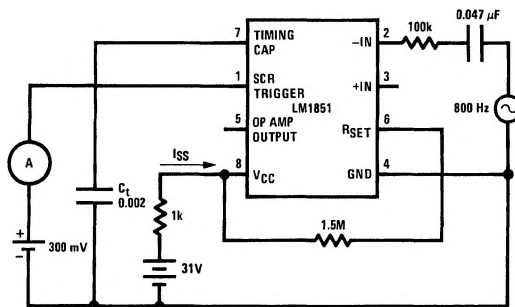 7
TIMING
CAP
–IN
2
100k
0.047 μF
1
SCR
TRIGGER
LM1851
+IN
3
5
OP AMP
OUTPUT
RSET
6
800 Hz
A
ISS
8
VCC
GND
4
Ct
0.002
1k
1.5M
+
–
300 mV
31V